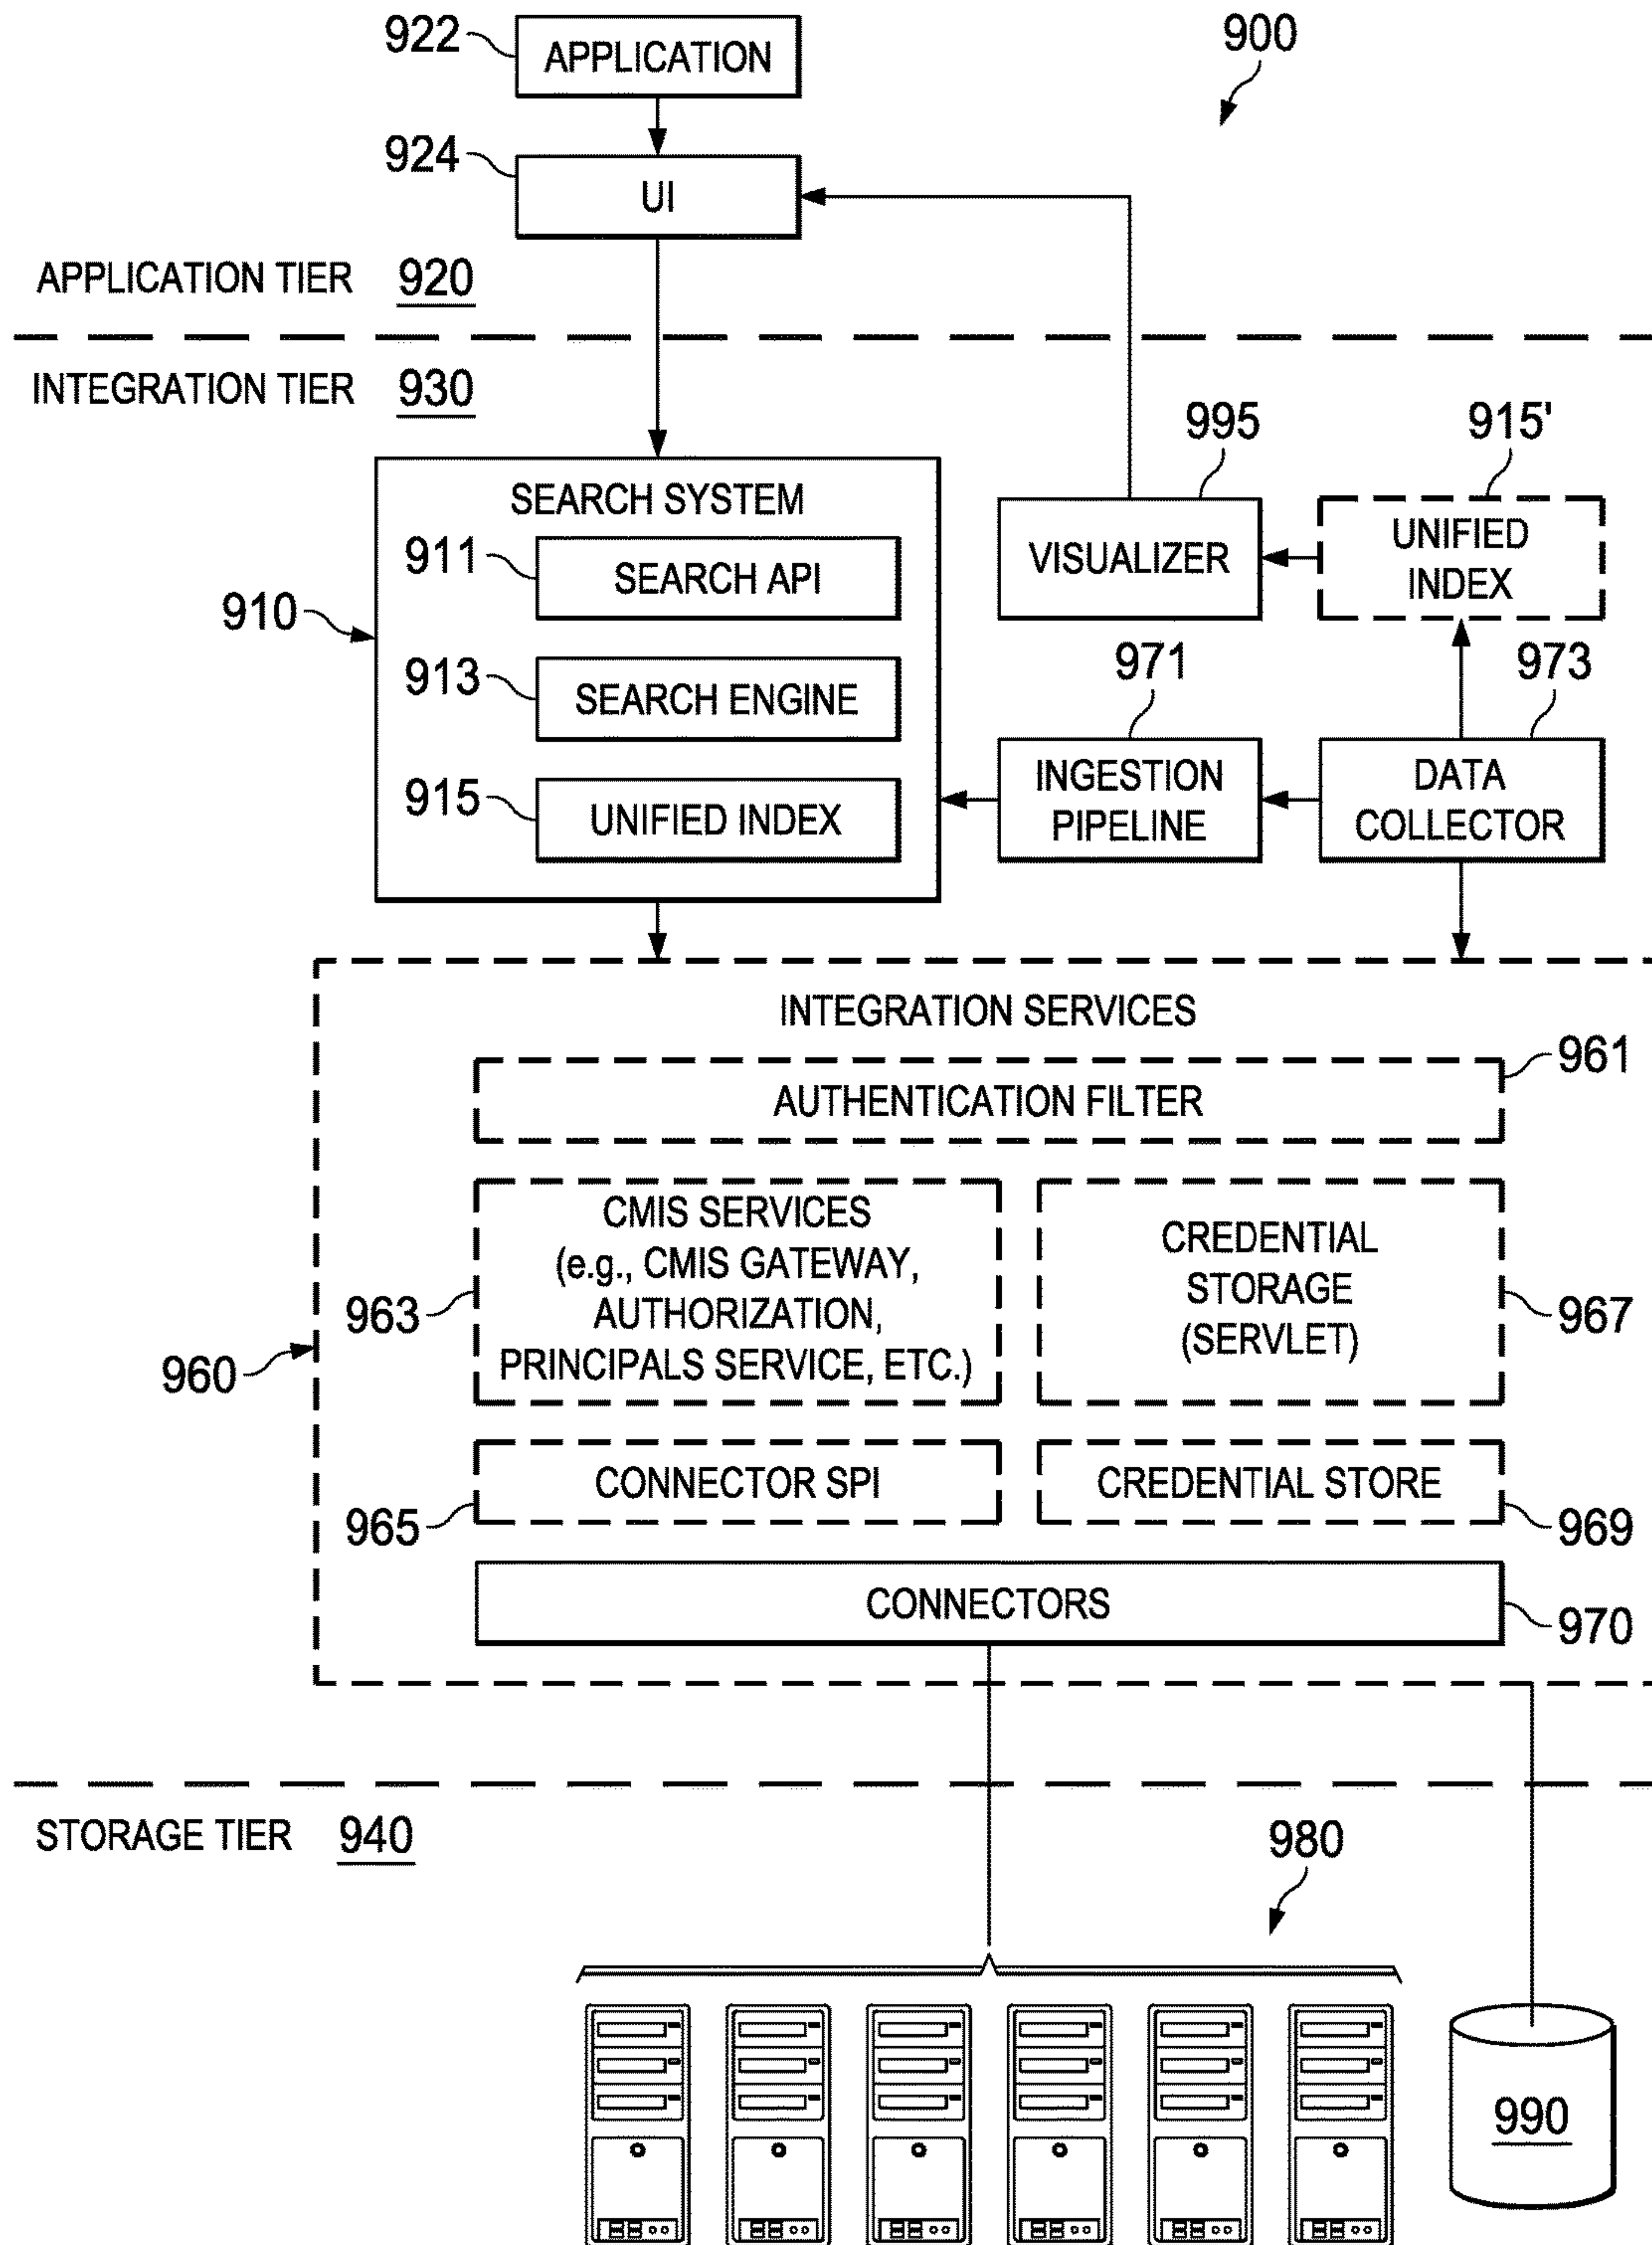 922
APPLICATION
900
924
UI
APPLICATION TIER 920
INTEGRATION TIER 930
995
915'
SEARCH SYSTEM
911
SEARCH API
VISUALIZER
UNIFIED
INDEX
910
913
SEARCH ENGINE
971
973
915
UNIFIED INDEX
INGESTION
PIPELINE
DATA
COLLECTOR
INTEGRATION SERVICES
961
AUTHENTICATION FILTER
963
CMIS SERVICES
(e.g., CMIS GATEWAY,
AUTHORIZATION,
PRINCIPALS SERVICE, ETC.)
CREDENTIAL
STORAGE
(SERVLET)
967
960
965
CONNECTOR SPI
CREDENTIAL STORE
969
CONNECTORS
970
STORAGE TIER 940
980
990